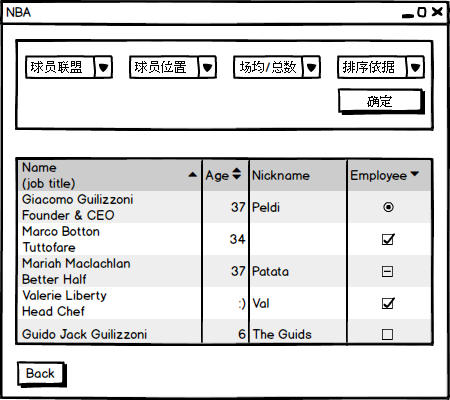 NBA
球员联盟 球员位置 场均/总数 排序依据
确定
Name
(job title) Age Nickname Employee
Giacomo Guilizzoni
Founder & CEO 37 Peldi
Marco Botton
Tuttofare 34
Mariah Maclachlan
Better Half 37 Patata
Valerie Liberty
Head Chef :) Val
Guido Jack Guilizzoni 6 The Guids
Back